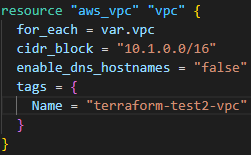 resource "aws_vpc" "vpc" {
  for_each = var.vpc
  cidr_block = "10.1.0.0/16"
  enable_dns_hostnames = "false"
  tags = {
    Name = "terraform-test2-vpc"
  }
}